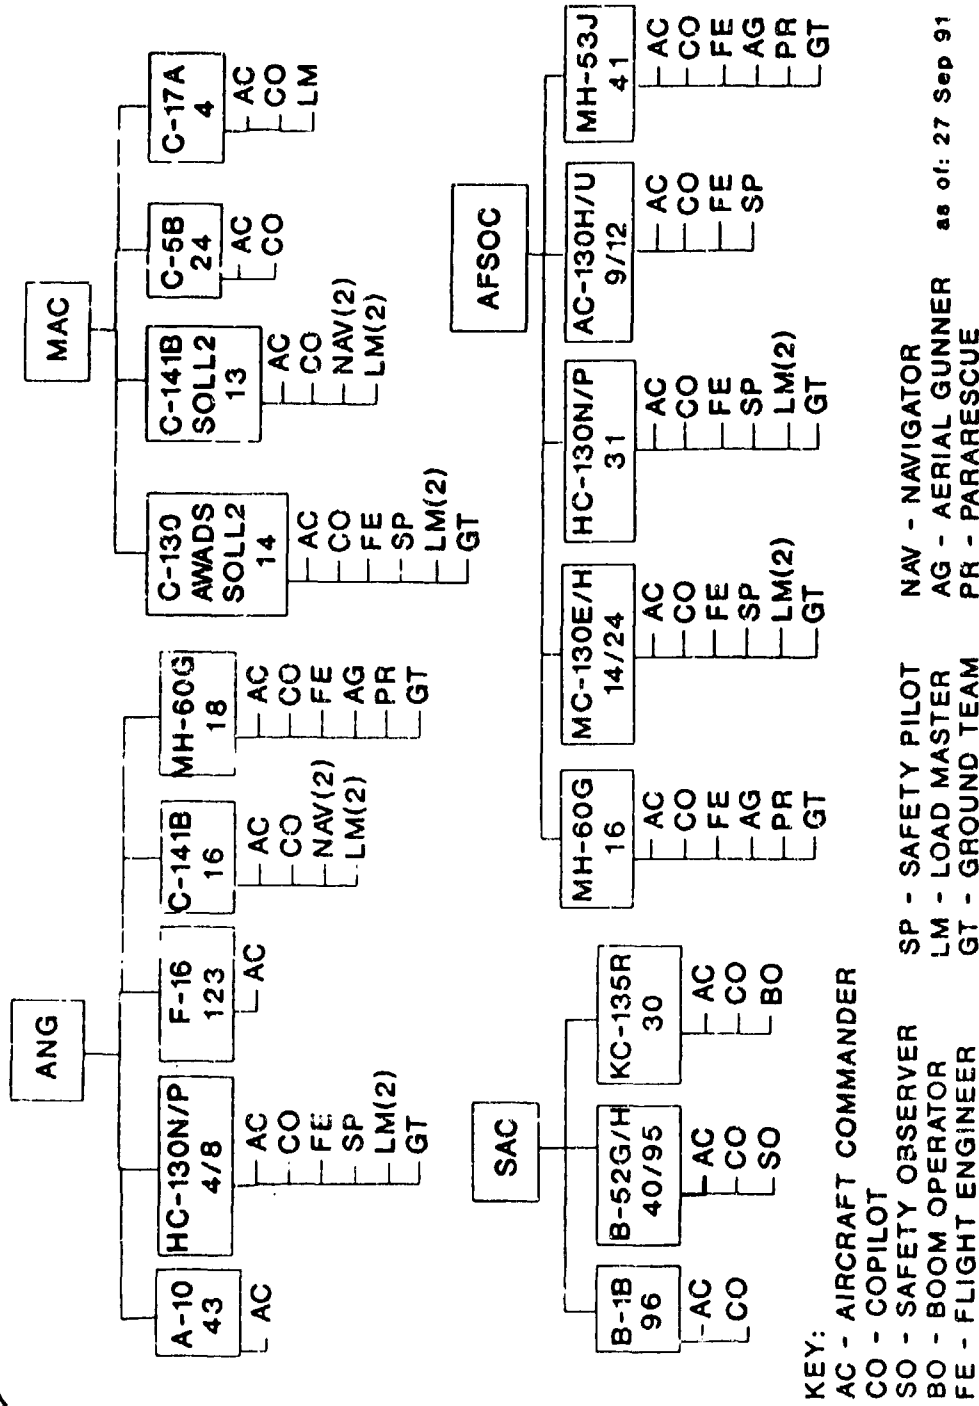 ANG
A-10
43
AC
HC-130N/P
4/8
AC
CO
FE
SP
LM(2)
GT
F-16
123
AC
C-141B
16
AC
CO
NAV(2)
LM(2)
MH-60G
18
AC
CO
FE
AG
PR
GT
MAC
C-130
AWADS
SOLL2
14
AC
CO
FE
SP
LM(2)
GT
C-141B
SOLL2
13
AC
CO
NAV(2)
LM(2)
C-5B
24
AC
CO
C-17A
4
AC
CO
LM
SAC
B-1B
96
AC
CO
B-52G/H
40/95
AC
CO
SO
KC-135R
30
AC
CO
BO
AFSOC
MH-60G
16
AC
CO
FE
AG
PR
GT
MC-130E/H
14/24
AC
CO
FE
SP
LM(2)
GT
HC-130N/P
31
AC
CO
FE
SP
LM(2)
GT
AC-130H/U
9/12
AC
CO
FE
SP
MH-53J
41
AC
CO
FE
AG
PR
GT
KEY:
AC - AIRCRAFT COMMANDER
CO - COPILOT
SO - SAFETY OBSERVER
BO - BOOM OPERATOR
FE - FLIGHT ENGINEER
SP - SAFETY PILOT
LM - LOAD MASTER
GT - GROUND TEAM
NAV - NAVIGATOR
AG - AERIAL GUNNER
PR - PARARESCUE
as of: 27 Sep 91